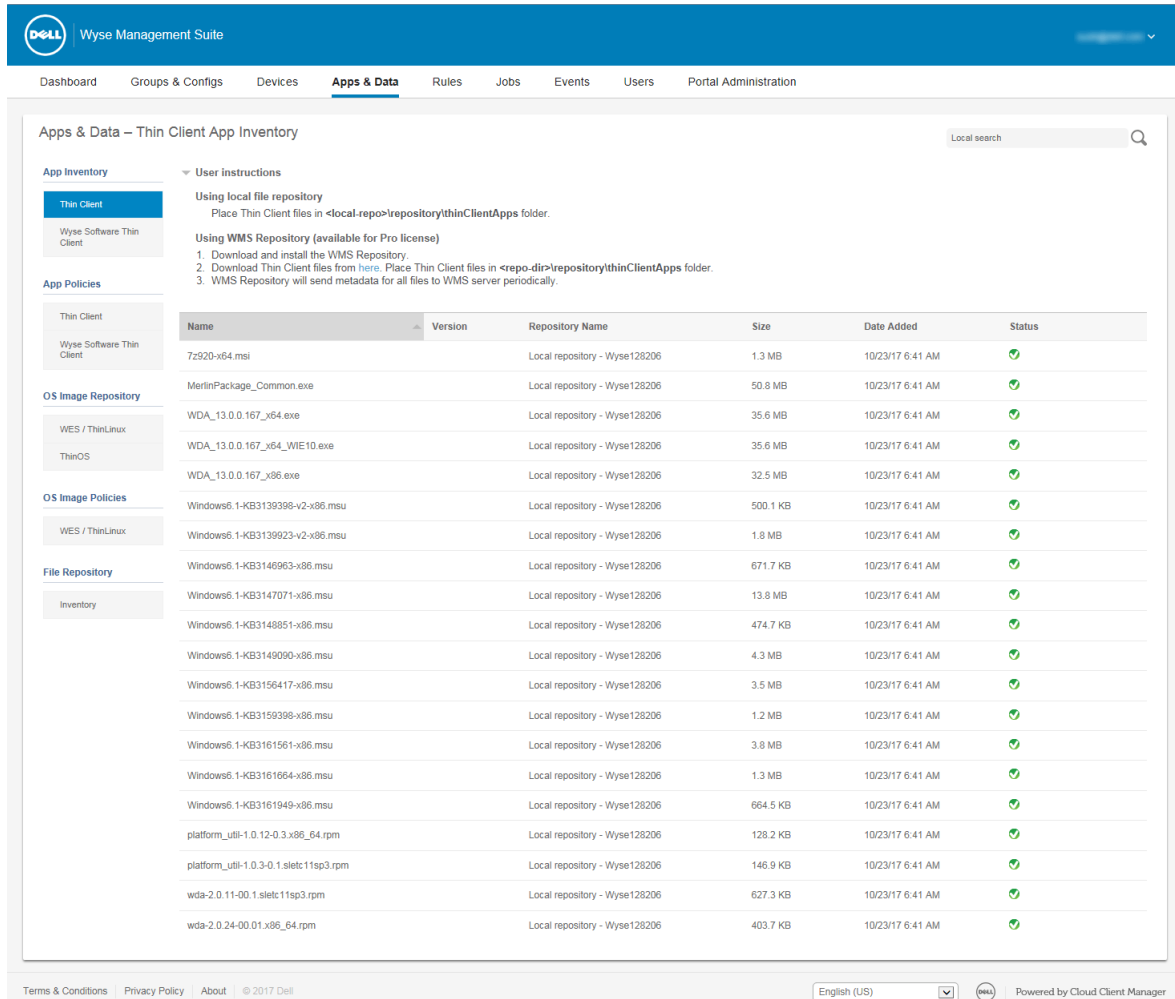 DELL Wyse Management Suite
Dashboard Groups & Configs Devices Apps & Data Rules Jobs Events Users Portal Administration
Apps & Data – Thin Client App Inventory
Local search
App Inventory
Thin Client
Wyse Software Thin
Client
App Policies
Thin Client
Wyse Software Thin
Client
OS Image Repository
WES / ThinLinux
ThinOS
OS Image Policies
WES / ThinLinux
File Repository
Inventory
User instructions
Using local file repository
Place Thin Client files in <local-repo>\repository\thinClientApps folder.
Using WMS Repository (available for Pro license)
1. Download and install the WMS Repository.
2. Download Thin Client files from here. Place Thin Client files in <repo-dir>\repository\thinClientApps folder.
3. WMS Repository will send metadata for all files to WMS server periodically.
Name Version Repository Name Size Date Added Status
7z920-x64.msi Local repository - Wyse128206 1.3 MB 10/23/17 6:41 AM
MerlinPackage_Common.exe Local repository - Wyse128206 50.8 MB 10/23/17 6:41 AM
WDA_13.0.0.167_x64.exe Local repository - Wyse128206 35.6 MB 10/23/17 6:41 AM
WDA_13.0.0.167_x64_WIE10.exe Local repository - Wyse128206 35.6 MB 10/23/17 6:41 AM
WDA_13.0.0.167_x86.exe Local repository - Wyse128206 32.5 MB 10/23/17 6:41 AM
Windows6.1-KB3139398-v2-x86.msu Local repository - Wyse128206 500.1 KB 10/23/17 6:41 AM
Windows6.1-KB3139923-v2-x86.msu Local repository - Wyse128206 1.8 MB 10/23/17 6:41 AM
Windows6.1-KB3146963-x86.msu Local repository - Wyse128206 671.7 KB 10/23/17 6:41 AM
Windows6.1-KB3147071-x86.msu Local repository - Wyse128206 13.8 MB 10/23/17 6:41 AM
Windows6.1-KB3148851-x86.msu Local repository - Wyse128206 474.7 KB 10/23/17 6:41 AM
Windows6.1-KB3149090-x86.msu Local repository - Wyse128206 4.3 MB 10/23/17 6:41 AM
Windows6.1-KB3156417-x86.msu Local repository - Wyse128206 3.5 MB 10/23/17 6:41 AM
Windows6.1-KB3159398-x86.msu Local repository - Wyse128206 1.2 MB 10/23/17 6:41 AM
Windows6.1-KB3161561-x86.msu Local repository - Wyse128206 3.8 MB 10/23/17 6:41 AM
Windows6.1-KB3161664-x86.msu Local repository - Wyse128206 1.3 MB 10/23/17 6:41 AM
Windows6.1-KB3161949-x86.msu Local repository - Wyse128206 664.5 KB 10/23/17 6:41 AM
platform_util-1.0.12-0.3.x86_64.rpm Local repository - Wyse128206 128.2 KB 10/23/17 6:41 AM
platform_util-1.0.3-0.1.sletc11sp3.rpm Local repository - Wyse128206 146.9 KB 10/23/17 6:41 AM
wda-2.0.11-00.1.sletc11sp3.rpm Local repository - Wyse128206 627.3 KB 10/23/17 6:41 AM
wda-2.0.24-00.01.x86_64.rpm Local repository - Wyse128206 403.7 KB 10/23/17 6:41 AM
Terms & Conditions Privacy Policy About © 2017 Dell English (US) DELL Powered by Cloud Client Manager